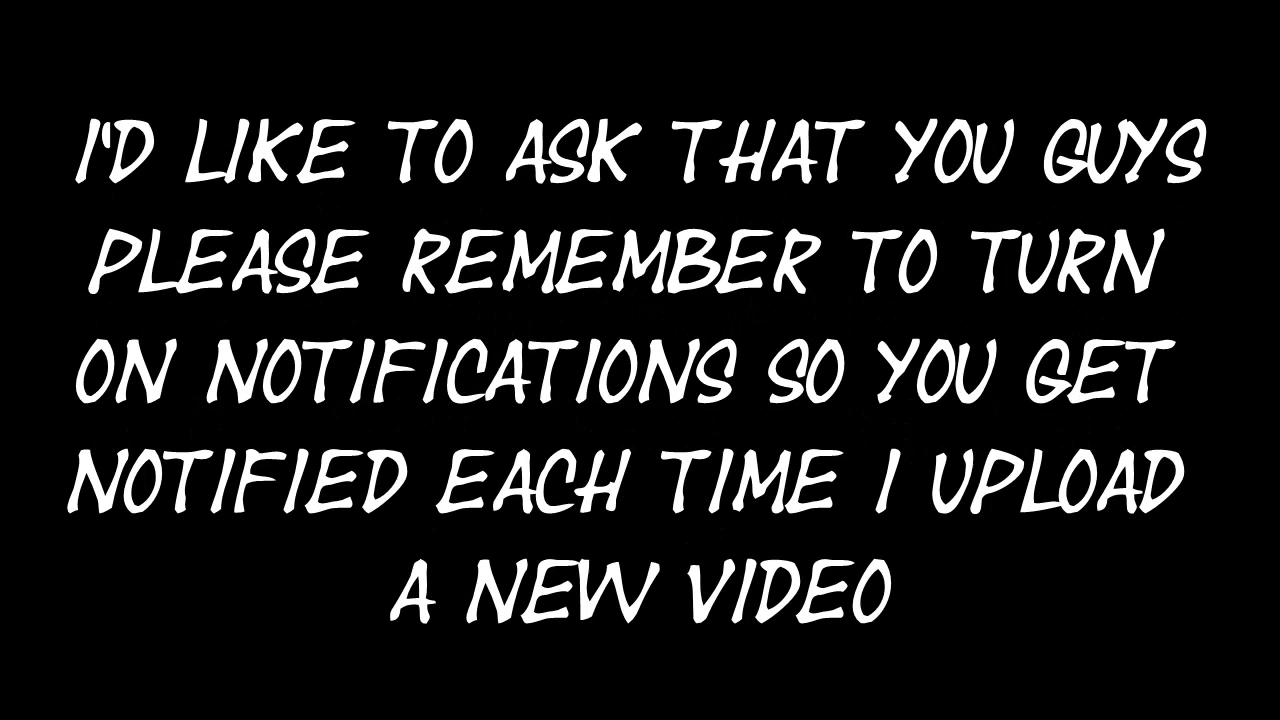 I'D LIKE TO ASK THAT YOU GUYS
PLEASE REMEMBER TO TURN
ON NOTIFICATIONS SO YOU GET
NOTIFIED EACH TIME I UPLOAD
A NEW VIDEO